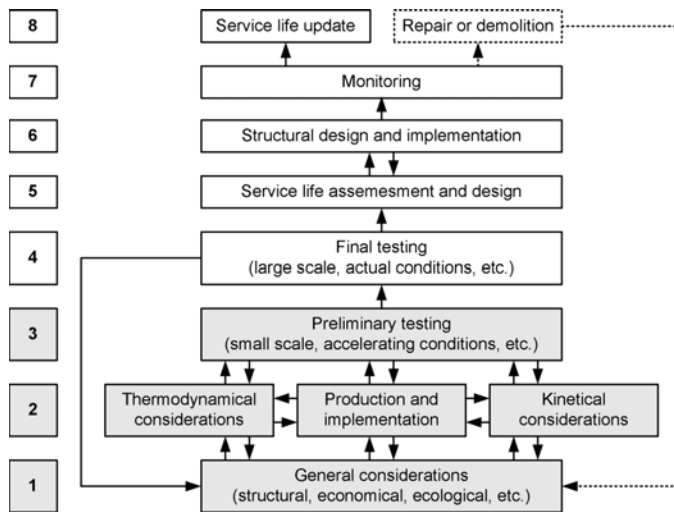 8
Service life update
Repair or demolition
7
Monitoring
6
Structural design and implementation
5
Service life assemesment and design
4
Final testing
(large scale, actual conditions, etc.)
3
Preliminary testing
(small scale, accelerating conditions, etc.)
2
Thermodynamical
considerations
Production and
implementation
Kinetical
considerations
1
General considerations
(structural, economical, ecological, etc.)